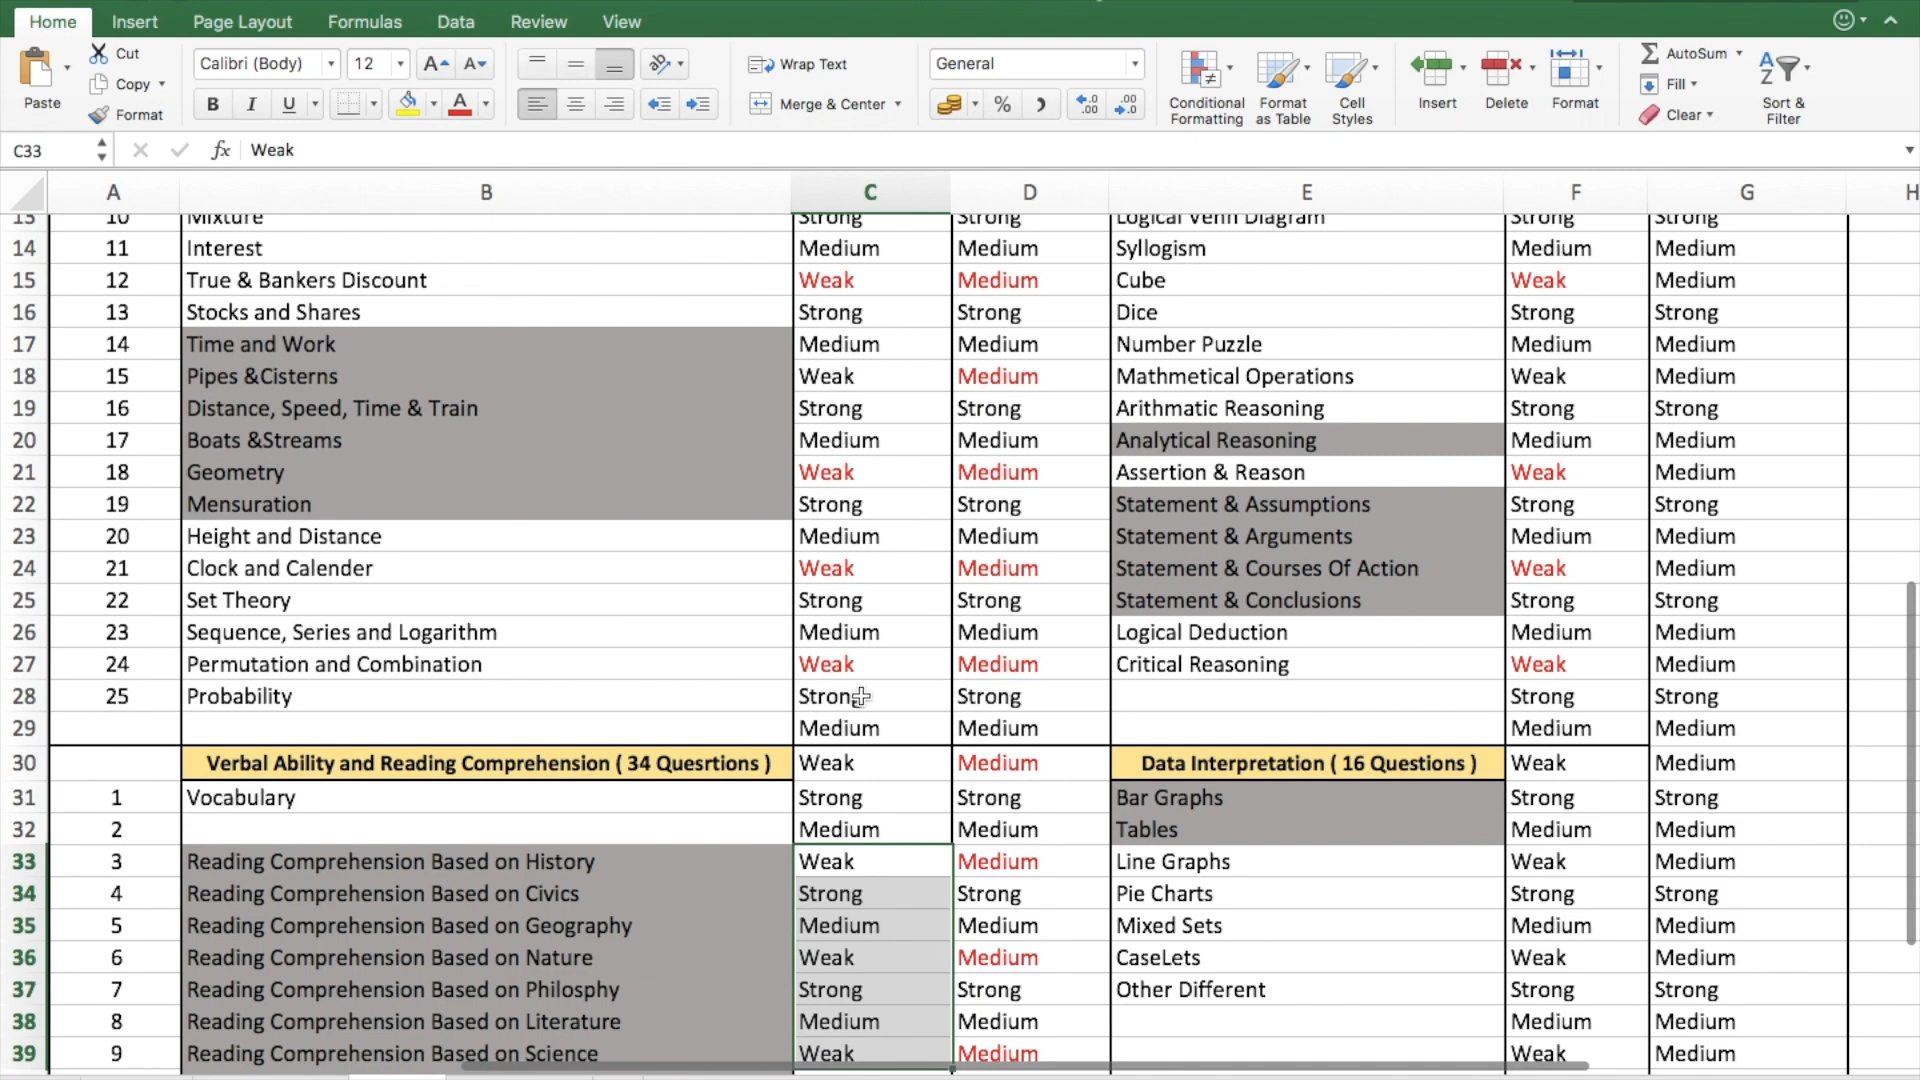 Home Insert Page Layout Formulas Data Review View
Cut
Calibri (Body) 12 A A Wrap Text General AutoSum
Copy Fill
Paste Format B I U A Merge & Center % Conditional Formatting Format as Table Cell Styles Insert Delete Format Clear Sort & Filter
C33 fx Weak
A B C D E F G H
13 10 Mixture Strong Strong Logical Venn Diagram Strong Strong
14 11 Interest Medium Medium Syllogism Medium Medium
15 12 True & Bankers Discount Weak Medium Cube Weak Medium
16 13 Stocks and Shares Strong Strong Dice Strong Strong
17 14 Time and Work Medium Medium Number Puzzle Medium Medium
18 15 Pipes &Cisterns Weak Medium Mathmetical Operations Weak Medium
19 16 Distance, Speed, Time & Train Strong Strong Arithmatic Reasoning Strong Strong
20 17 Boats &Streams Medium Medium Analytical Reasoning Medium Medium
21 18 Geometry Weak Medium Assertion & Reason Weak Medium
22 19 Mensuration Strong Strong Statement & Assumptions Strong Strong
23 20 Height and Distance Medium Medium Statement & Arguments Medium Medium
24 21 Clock and Calender Weak Medium Statement & Courses Of Action Weak Medium
25 22 Set Theory Strong Strong Statement & Conclusions Strong Strong
26 23 Sequence, Series and Logarithm Medium Medium Logical Deduction Medium Medium
27 24 Permutation and Combination Weak Medium Critical Reasoning Weak Medium
28 25 Probability Strong Strong Strong Strong
29 Medium Medium Medium Medium
30 Verbal Ability and Reading Comprehension ( 34 Quesrtions ) Weak Medium Data Interpretation ( 16 Questions ) Weak Medium
31 1 Vocabulary Strong Strong Bar Graphs Strong Strong
32 2 Medium Medium Tables Medium Medium
33 3 Reading Comprehension Based on History Weak Medium Line Graphs Weak Medium
34 4 Reading Comprehension Based on Civics Strong Strong Pie Charts Strong Strong
35 5 Reading Comprehension Based on Geography Medium Medium Mixed Sets Medium Medium
36 6 Reading Comprehension Based on Nature Weak Medium CaseLets Weak Medium
37 7 Reading Comprehension Based on Philosphy Strong Strong Other Different Strong Strong
38 8 Reading Comprehension Based on Literature Medium Medium Medium Medium
39 9 Reading Comprehension Based on Science Weak Medium Weak Medium